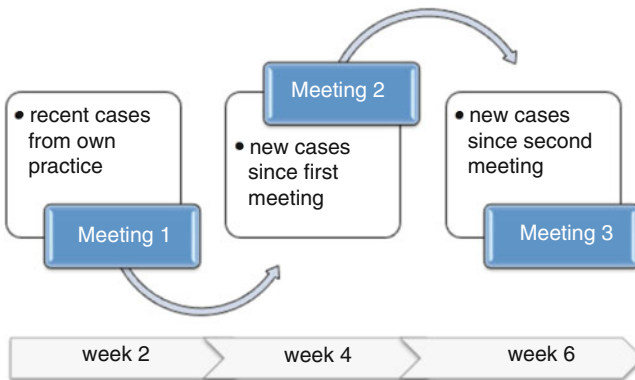 • recent cases
from own
practice
Meeting 1
Meeting 2
• new cases
since first
meeting
• new cases
since second
meeting
Meeting 3
week 2
week 4
week 6